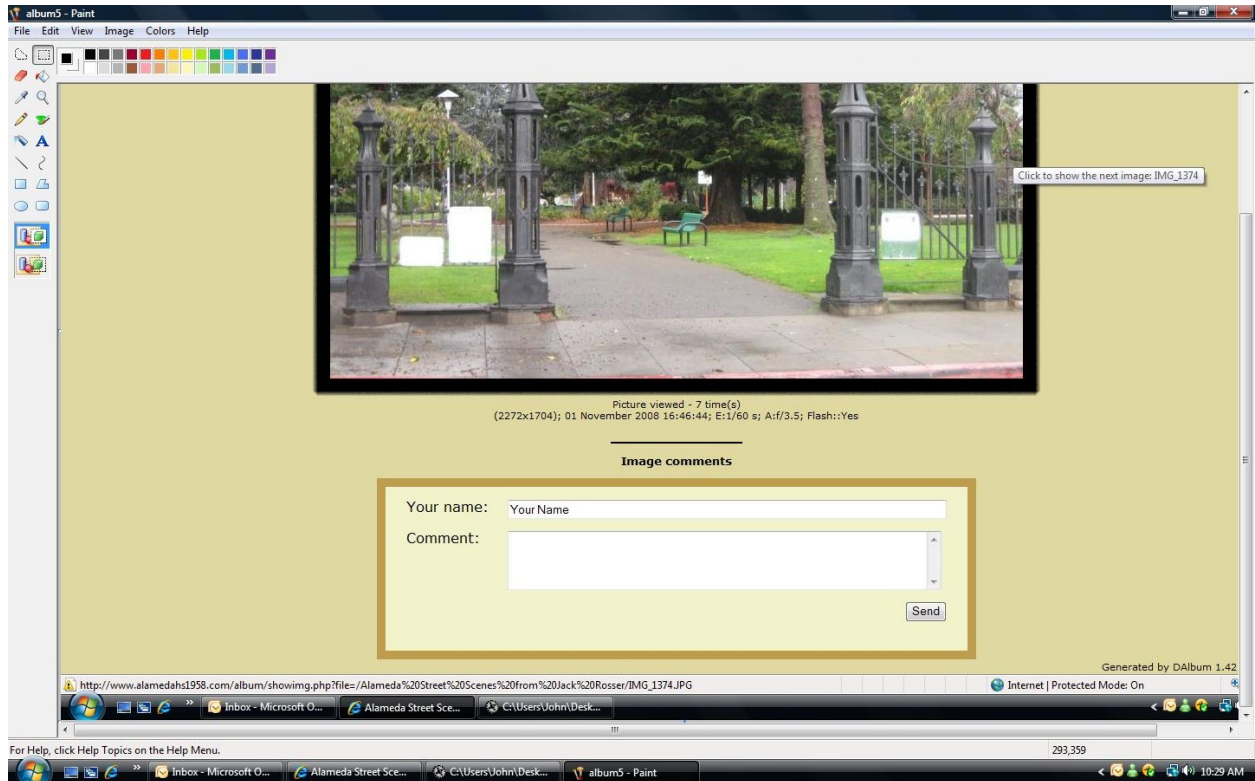 album5 - Paint
File Edit View Image Colors Help
A
Click to show the next image: IMG_1374
Picture viewed - 7 time(s)
(2272x1704); 01 November 2008 16:46:44; E:1/60 s; A:f/3.5; Flash::Yes
Image comments
Your name: Your Name
Comment:
Send
Generated by DAlbum 1.42
http://www.alamedahs1958.com/album/showimg.php?file=/Alameda%20Street%20Scenes%20from%20Jack%20Rosser/IMG_1374.JPG Internet | Protected Mode: On
Inbox - Microsoft O... Alameda Street Sce... C:\Users\John\Desk...
For Help, click Help Topics on the Help Menu. 293,359
Inbox - Microsoft O... Alameda Street Sce... C:\Users\John\Desk... album5 - Paint 10:29 AM